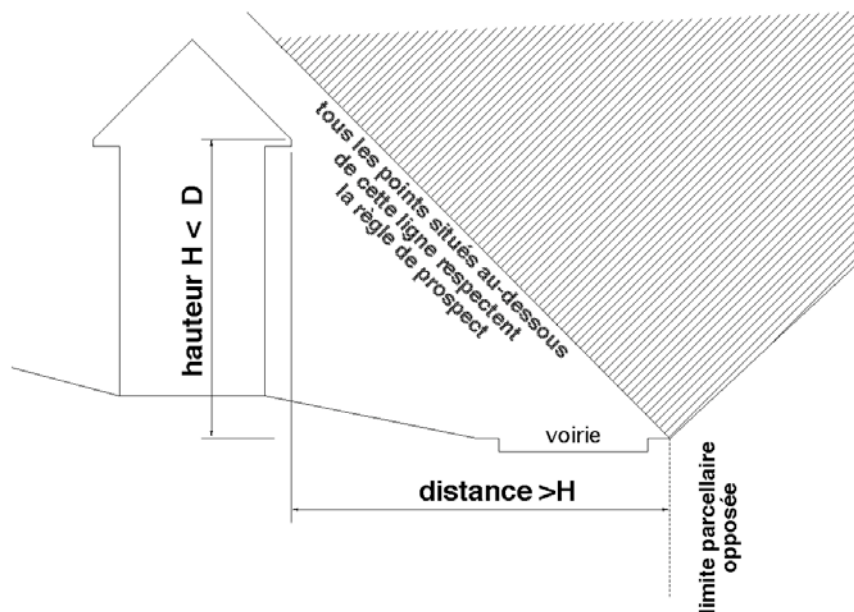 tous les points situés au-dessous
de cette ligne respectent
la règle de prospect
hauteur H < D
voirie
distance >H
limite parcellaire
opposée